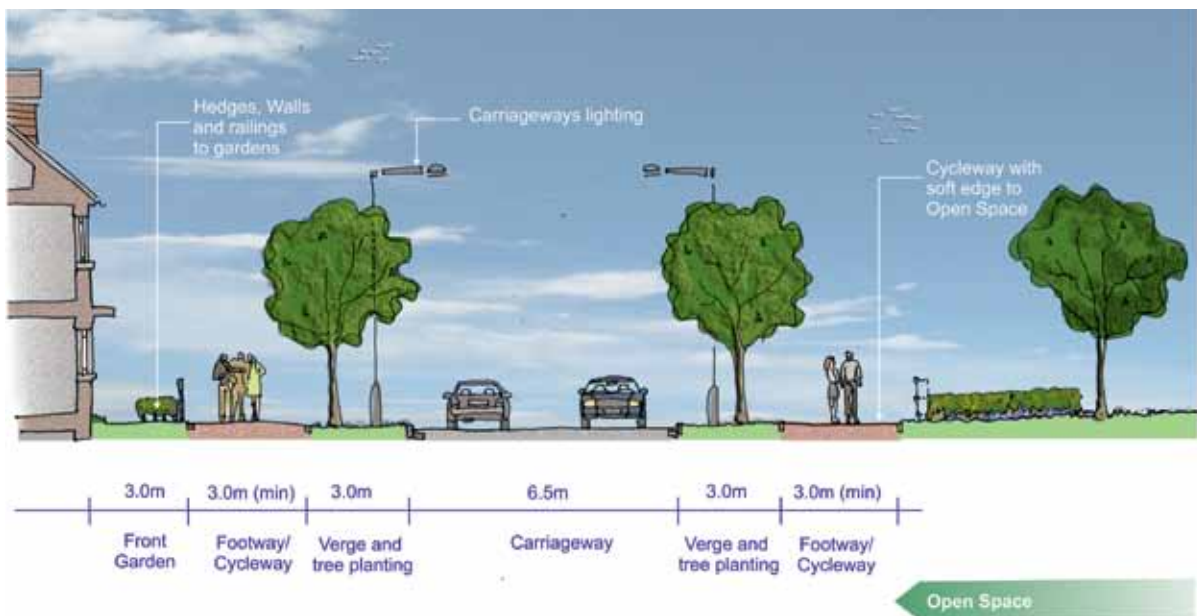 Hedges, Walls
and railings
to gardens
Carriageways lighting
Cycleway with
soft edge to
Open Space
3.0m
3.0m (min)
3.0m
6.5m
3.0m
3.0m (min)
Front
Garden
Footway/
Cycleway
Verge and
tree planting
Carriageway
Verge and
tree planting
Footway/
Cycleway
Open Space